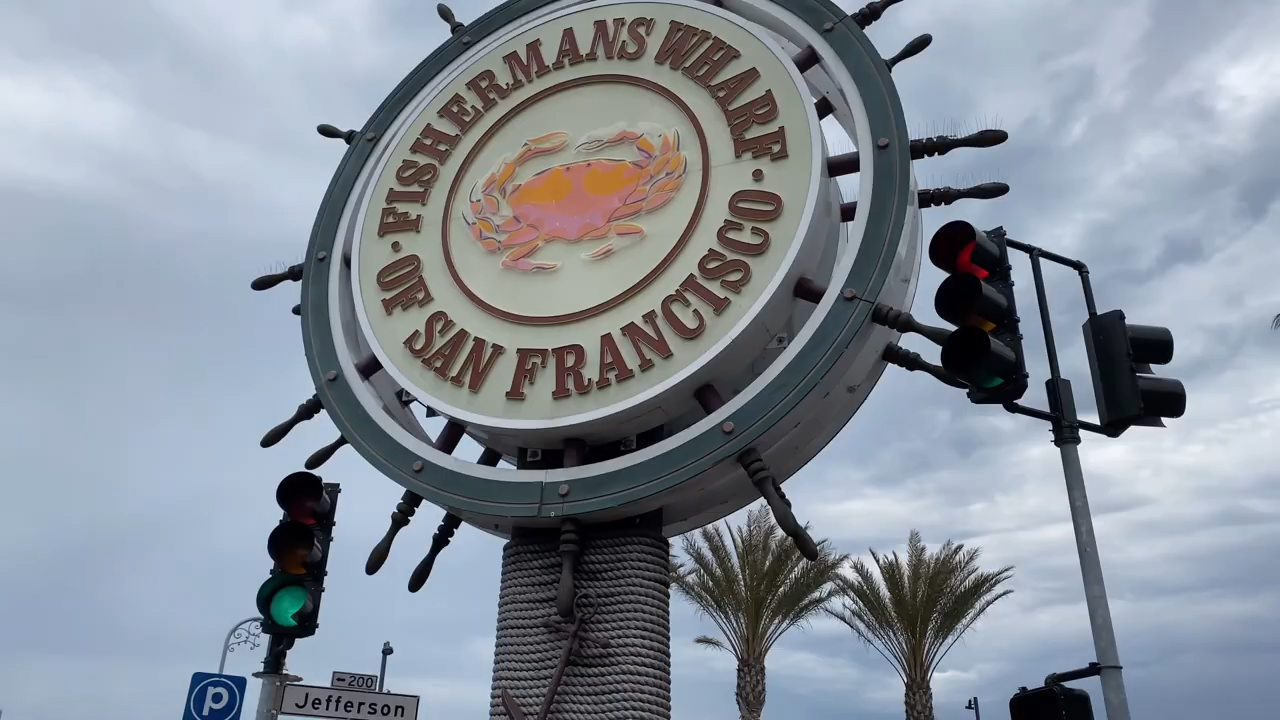 FISHERMANS WHARF
· OF SAN FRANCISCO ·
P
←200
Jefferson